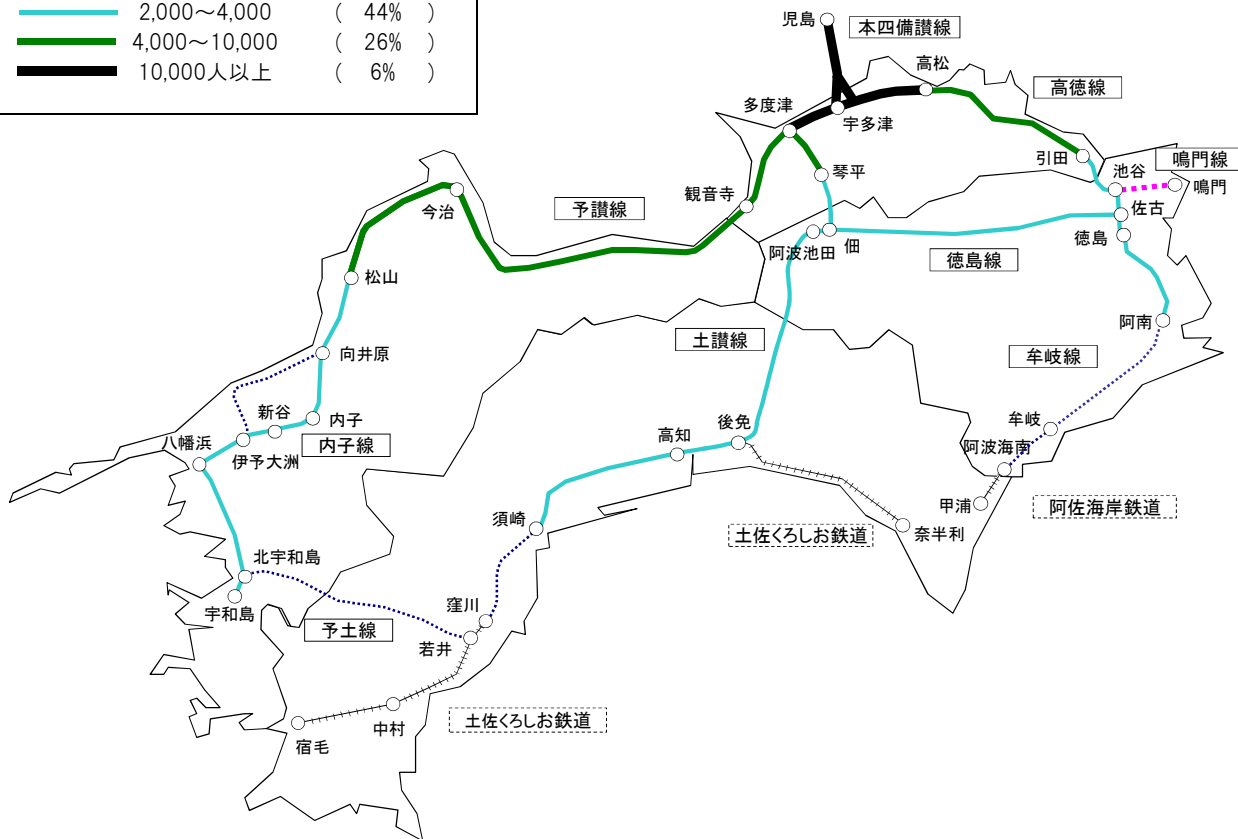 2,000～4,000 ( 44% )
4,000～10,000 ( 26% )
10,000人以上 ( 6% )
児島
本四備讃線
高松
高徳線
多度津
宇多津
引田
鳴門線
池谷
鳴門
琴平
佐古
観音寺
今治
予讃線
徳島
阿波池田
佃
徳島線
松山
阿南
土讃線
向井原
牟岐線
新谷
内子
牟岐
八幡浜
伊予大洲
内子線
高知
後免
阿波海南
甲浦
阿佐海岸鉄道
須崎
土佐くろしお鉄道
奈半利
北宇和島
宇和島
窪川
予土線
若井
中村
土佐くろしお鉄道
宿毛